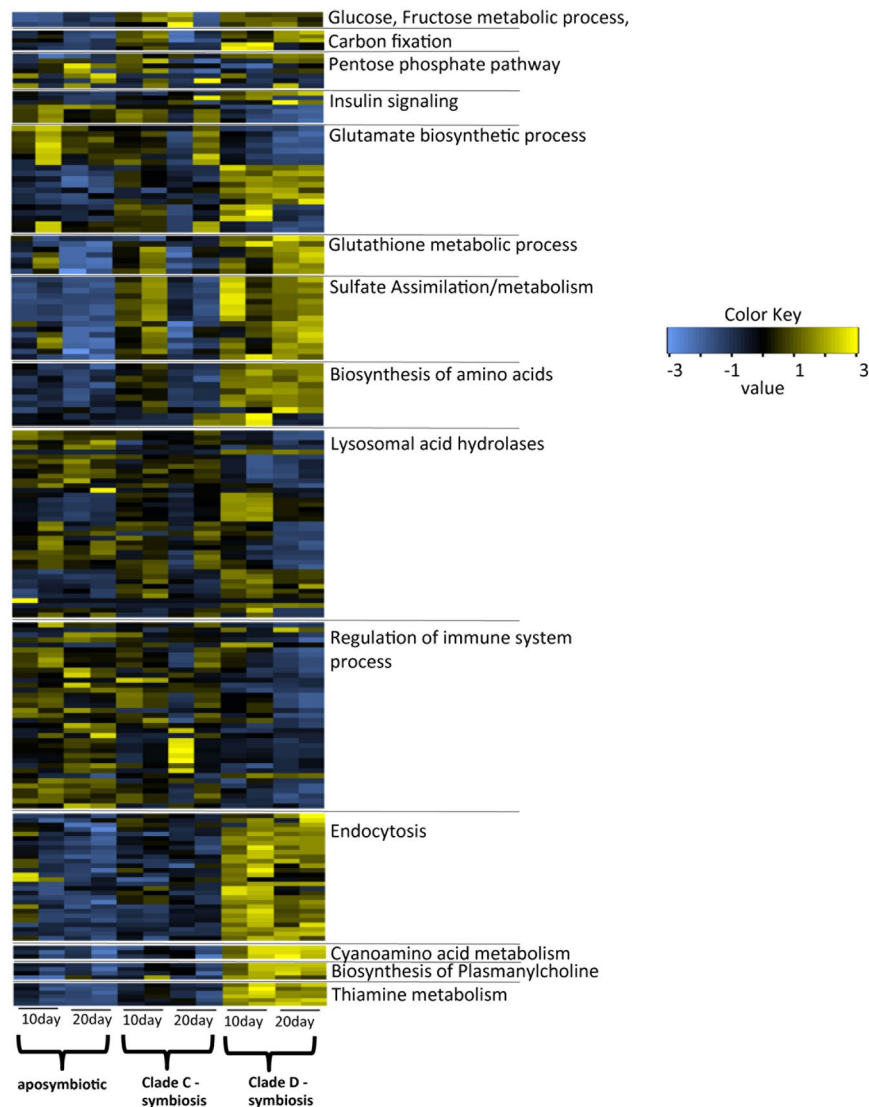 Glucose, Fructose metabolic process,
Carbon fixation
Pentose phosphate pathway
Insulin signaling
Glutamate biosynthetic process
Glutathione metabolic process
Sulfate Assimilation/metabolism
Color Key
-3 -1 1 3
value
Biosynthesis of amino acids
Lysosomal acid hydrolases
Regulation of immune system
process
Endocytosis
Cyanoamino acid metabolism
Biosynthesis of Plasmanylcholine
Thiamine metabolism
10day 20day 10day 20day 10day 20day
aposymbiotic Clade C - Clade D -
symbiosis symbiosis